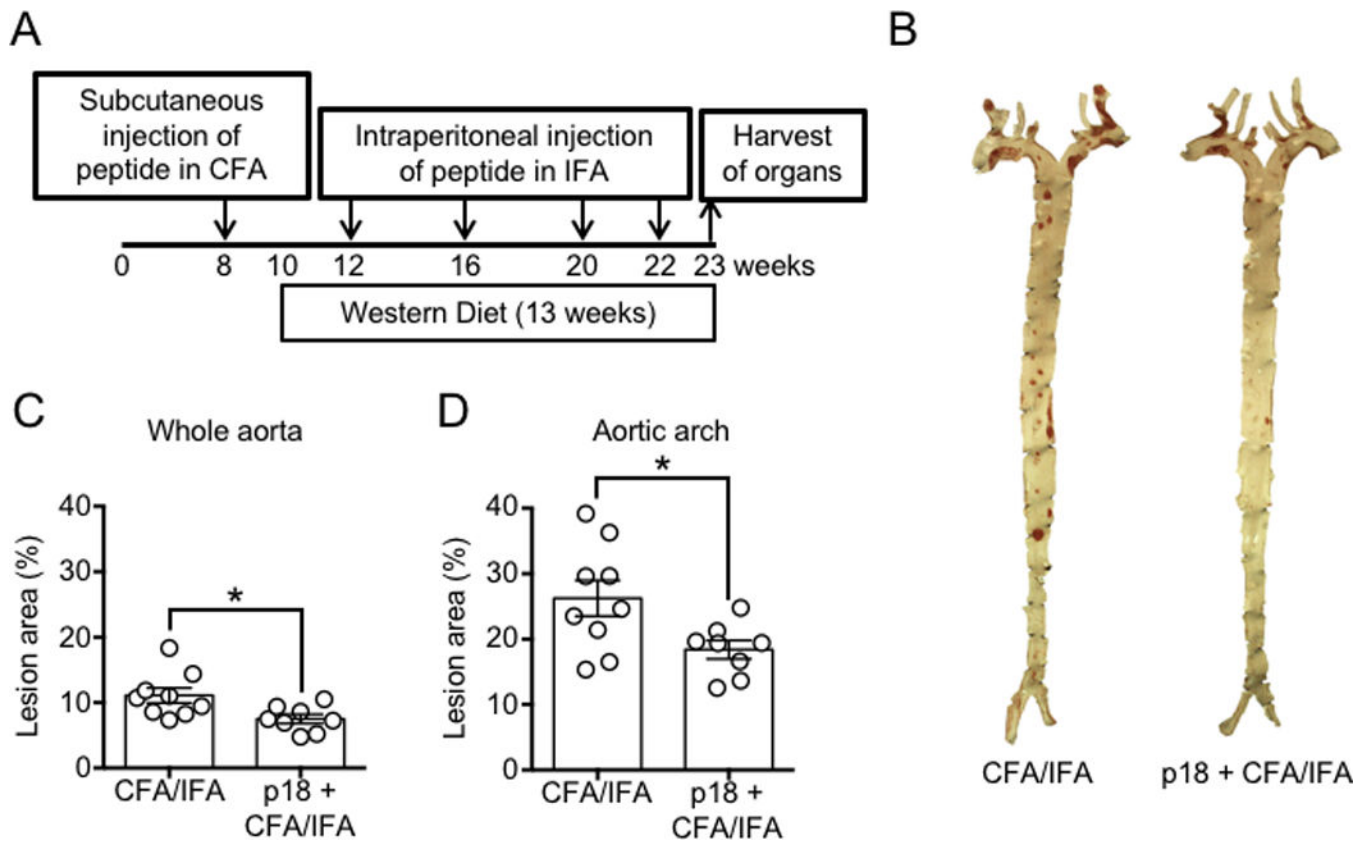 A
Subcutaneous
injection of
peptide in CFA
Intraperitoneal injection
of peptide in IFA
Harvest
of organs
0 8 10 12 16 20 22 23 weeks
Western Diet (13 weeks)
B
CFA/IFA p18 + CFA/IFA
C
Whole aorta
Lesion area (%)
40
30
20
10
0
*
CFA/IFA p18 +
CFA/IFA
D
Aortic arch
Lesion area (%)
40
30
20
10
0
*
CFA/IFA p18 +
CFA/IFA